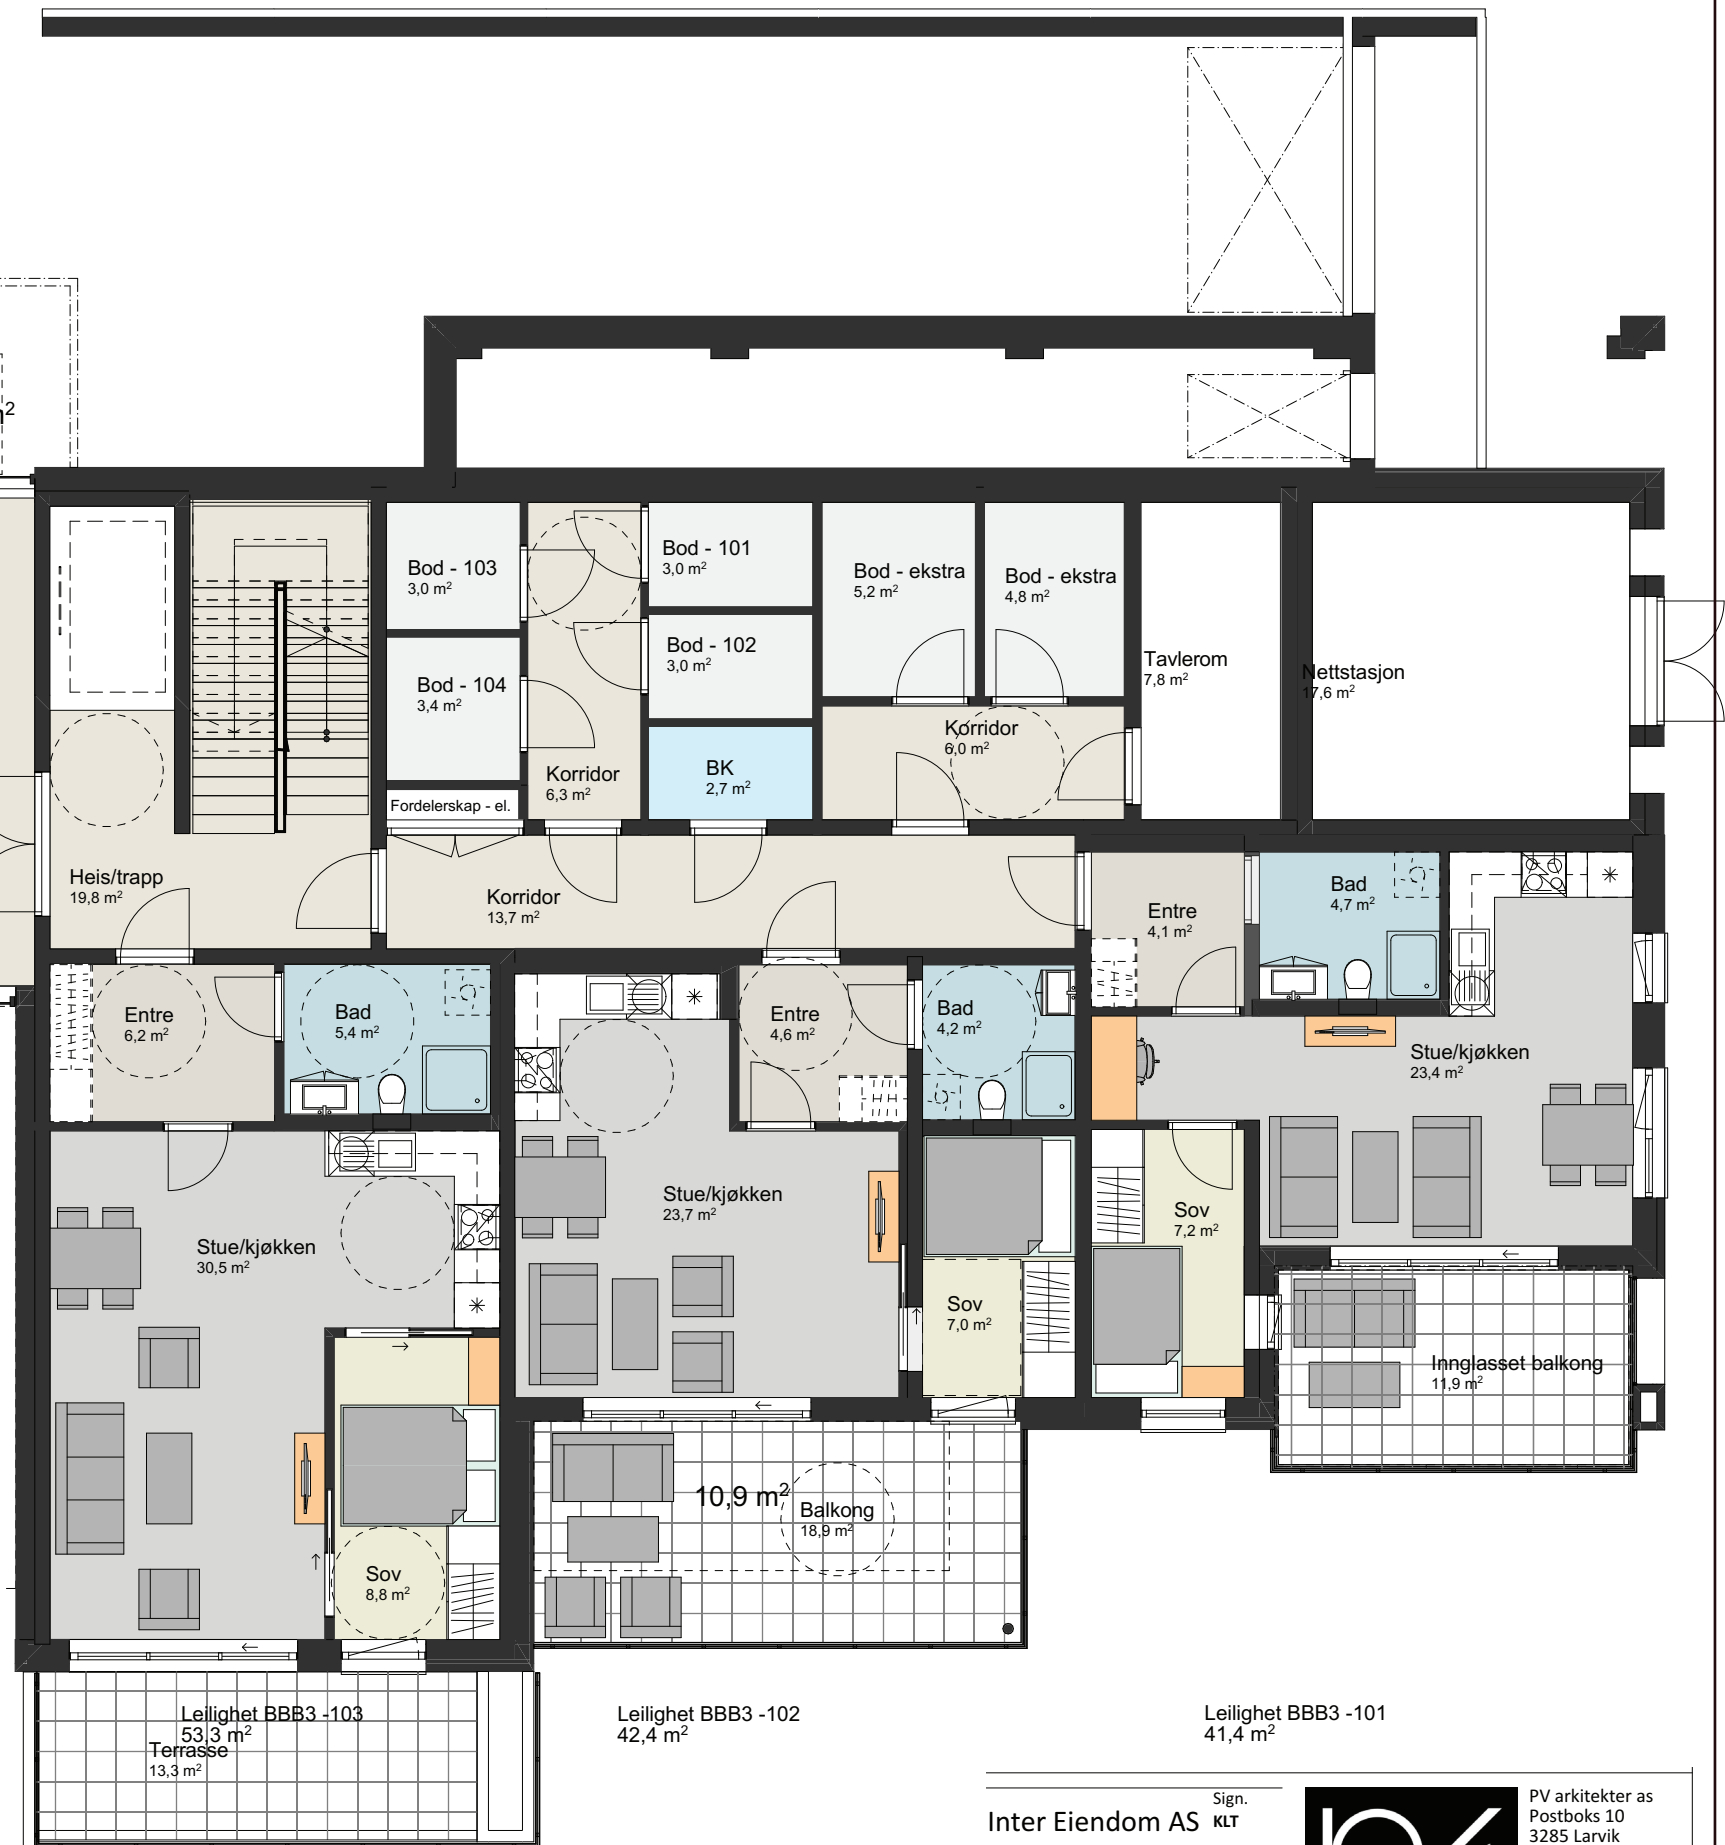 m²
Bod - 103
3,0 m²
Bod - 101
3,0 m²
Bod - ekstra
5,2 m²
Bod - ekstra
4,8 m²
Bod - 102
3,0 m²
Tavlerom
7,8 m²
Nettstasjon
17,6 m²
Bod - 104
3,4 m²
Korridor
6,0 m²
Korridor
6,3 m²
BK
2,7 m²
Fordelerskap - el.
Heis/trapp
19,8 m²
Korridor
13,7 m²
Entre
4,1 m²
Bad
4,7 m²
Entre
6,2 m²
Bad
5,4 m²
Entre
4,6 m²
Bad
4,2 m²
Stue/kjøkken
23,4 m²
Stue/kjøkken
23,7 m²
Sov
7,2 m²
Stue/kjøkken
30,5 m²
Sov
7,0 m²
Innglasset balkong
11,9 m²
10,9 m²
Balkong
18,9 m²
Sov
8,8 m²
Leilighet BBB3 -103
53,3 m²
Terrasse
13,3 m²
Leilighet BBB3 -102
42,4 m²
Leilighet BBB3 -101
41,4 m²
Inter Eiendom AS
Sign.
KLT
PV arkitekter as
Postboks 10
3285 Larvik